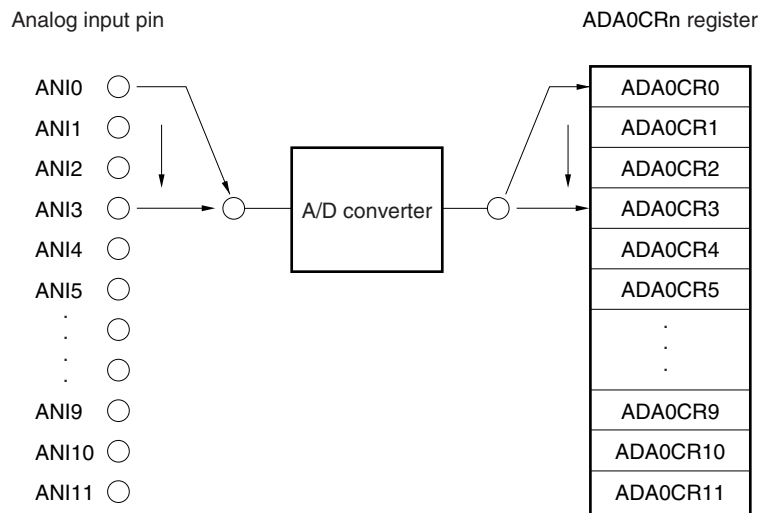 Analog input pin
ADA0CRn register
ANI0
ADA0CR0
ANI1
ADA0CR1
ANI2
ADA0CR2
ANI3
A/D converter
ADA0CR3
ANI4
ADA0CR4
ANI5
ADA0CR5
.
.
.
.
.
.
.
ANI9
ADA0CR9
ANI10
ADA0CR10
ANI11
ADA0CR11